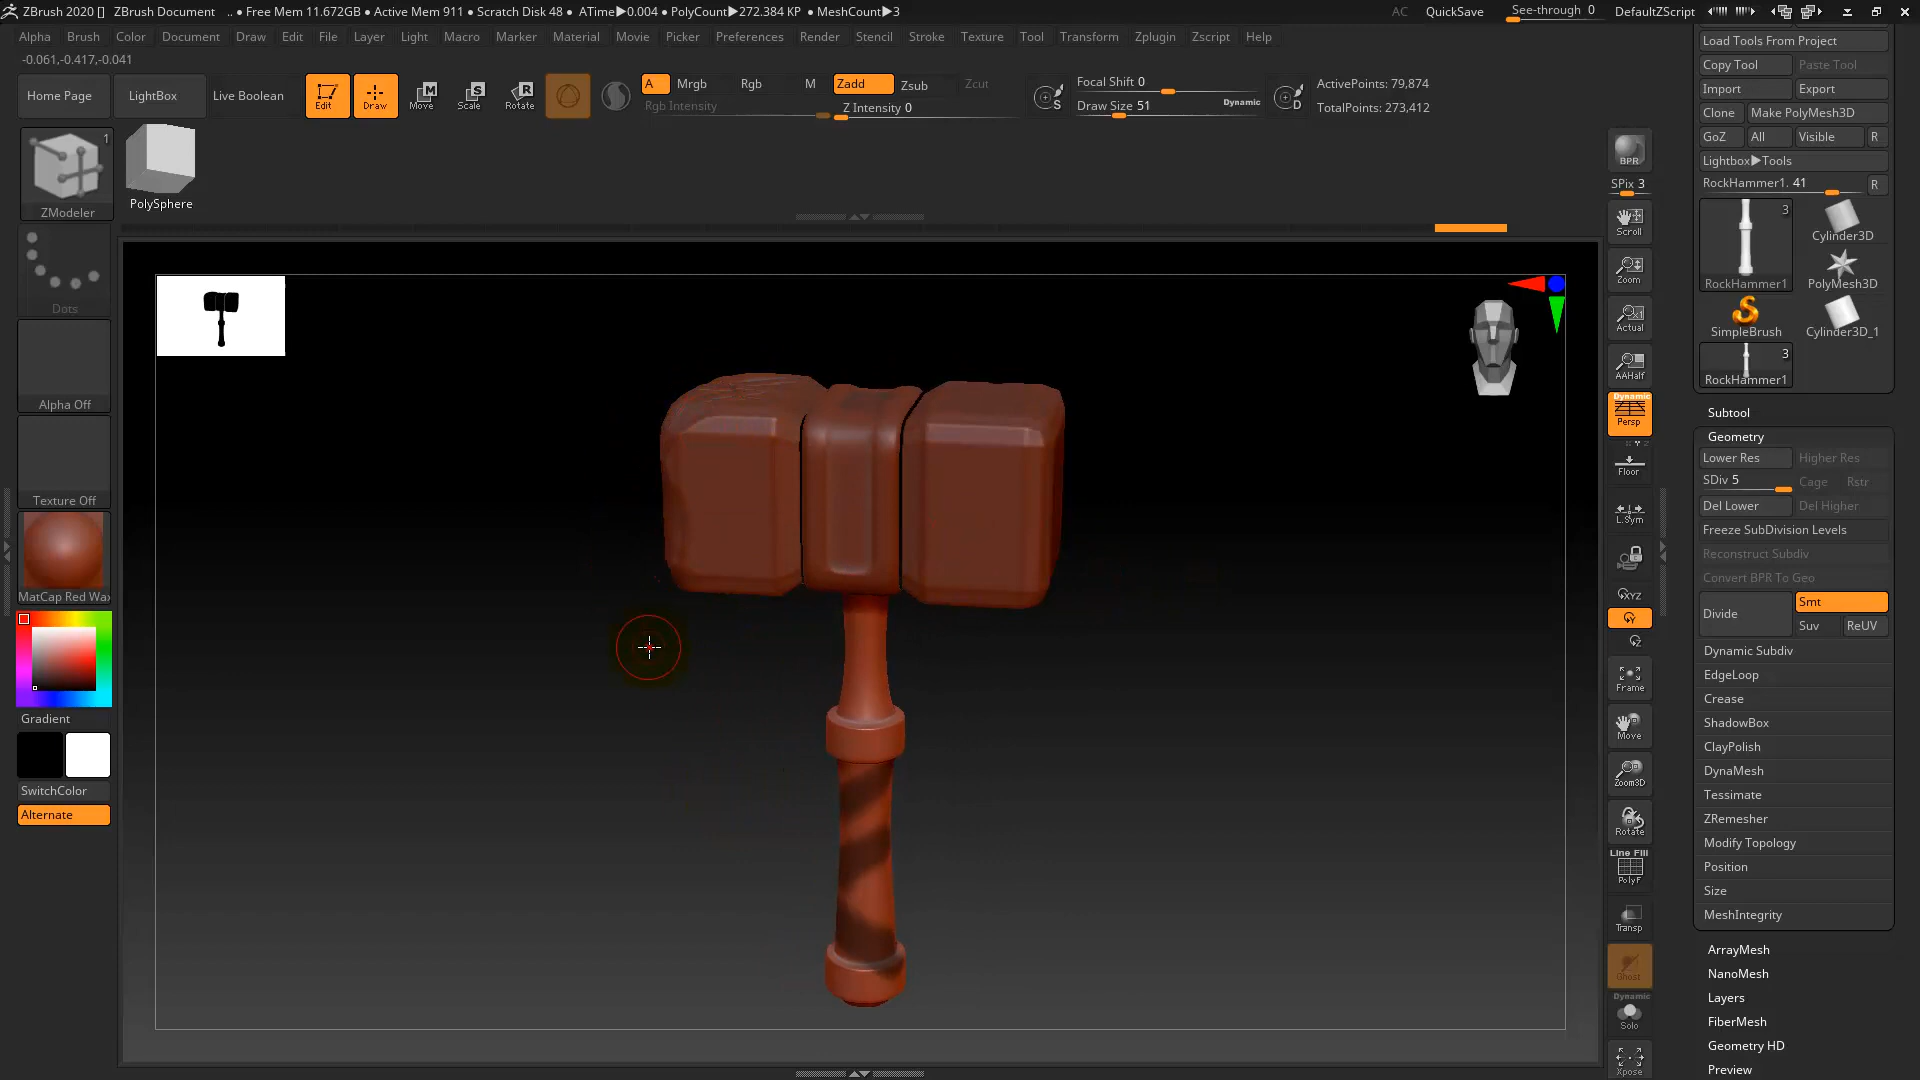 ZBrush 2020 [] ZBrush Document .. ● Free Mem 11.672GB ● Active Mem 911 ● Scratch Disk 48 ● ATime▶0.004 ● PolyCount▶272.384 KP ● MeshCount▶3 AC QuickSave See-through 0 DefaultZScript
Alpha Brush Color Document Draw Edit File Layer Light Macro Marker Material Movie Picker Preferences Render Stencil Stroke Texture Tool Transform Zplugin Zscript Help
-0.061,-0.417,-0.041
Home Page LightBox Live Boolean Edit Draw Move Scale Rotate
A Mrgb Rgb M Zadd Zsub Zcut
Rgb Intensity Z Intensity 0
Focal Shift 0
Draw Size 51 Dynamic
S
D
ActivePoints: 79,874
TotalPoints: 273,412
1
ZModeler
PolySphere
Dots
Alpha Off
Texture Off
MatCap Red Wax
Gradient
SwitchColor
Alternate
BPR
SPix 3
Scroll
Zoom
Actual
AAHalf
Dynamic
Persp
Floor
L.Sym
XYZ
Y
Z
Frame
Move
Zoom3D
Rotate
Line Fill
PolyF
Transp
Ghost
Dynamic
Solo
Xpose
Load Tools From Project
Copy Tool Paste Tool
Import Export
Clone Make PolyMesh3D
GoZ All Visible R
Lightbox▶Tools
RockHammer1. 41 R
3
RockHammer1
Cylinder3D
PolyMesh3D
SimpleBrush
Cylinder3D_1
3
RockHammer1
Subtool
Geometry
Lower Res Higher Res
SDiv 5 Cage Rstr
Del Lower Del Higher
Freeze SubDivision Levels
Reconstruct Subdiv
Convert BPR To Geo
Divide Smt
Suv ReUV
Dynamic Subdiv
EdgeLoop
Crease
ShadowBox
ClayPolish
DynaMesh
Tessimate
ZRemesher
Modify Topology
Position
Size
MeshIntegrity
ArrayMesh
NanoMesh
Layers
FiberMesh
Geometry HD
Preview